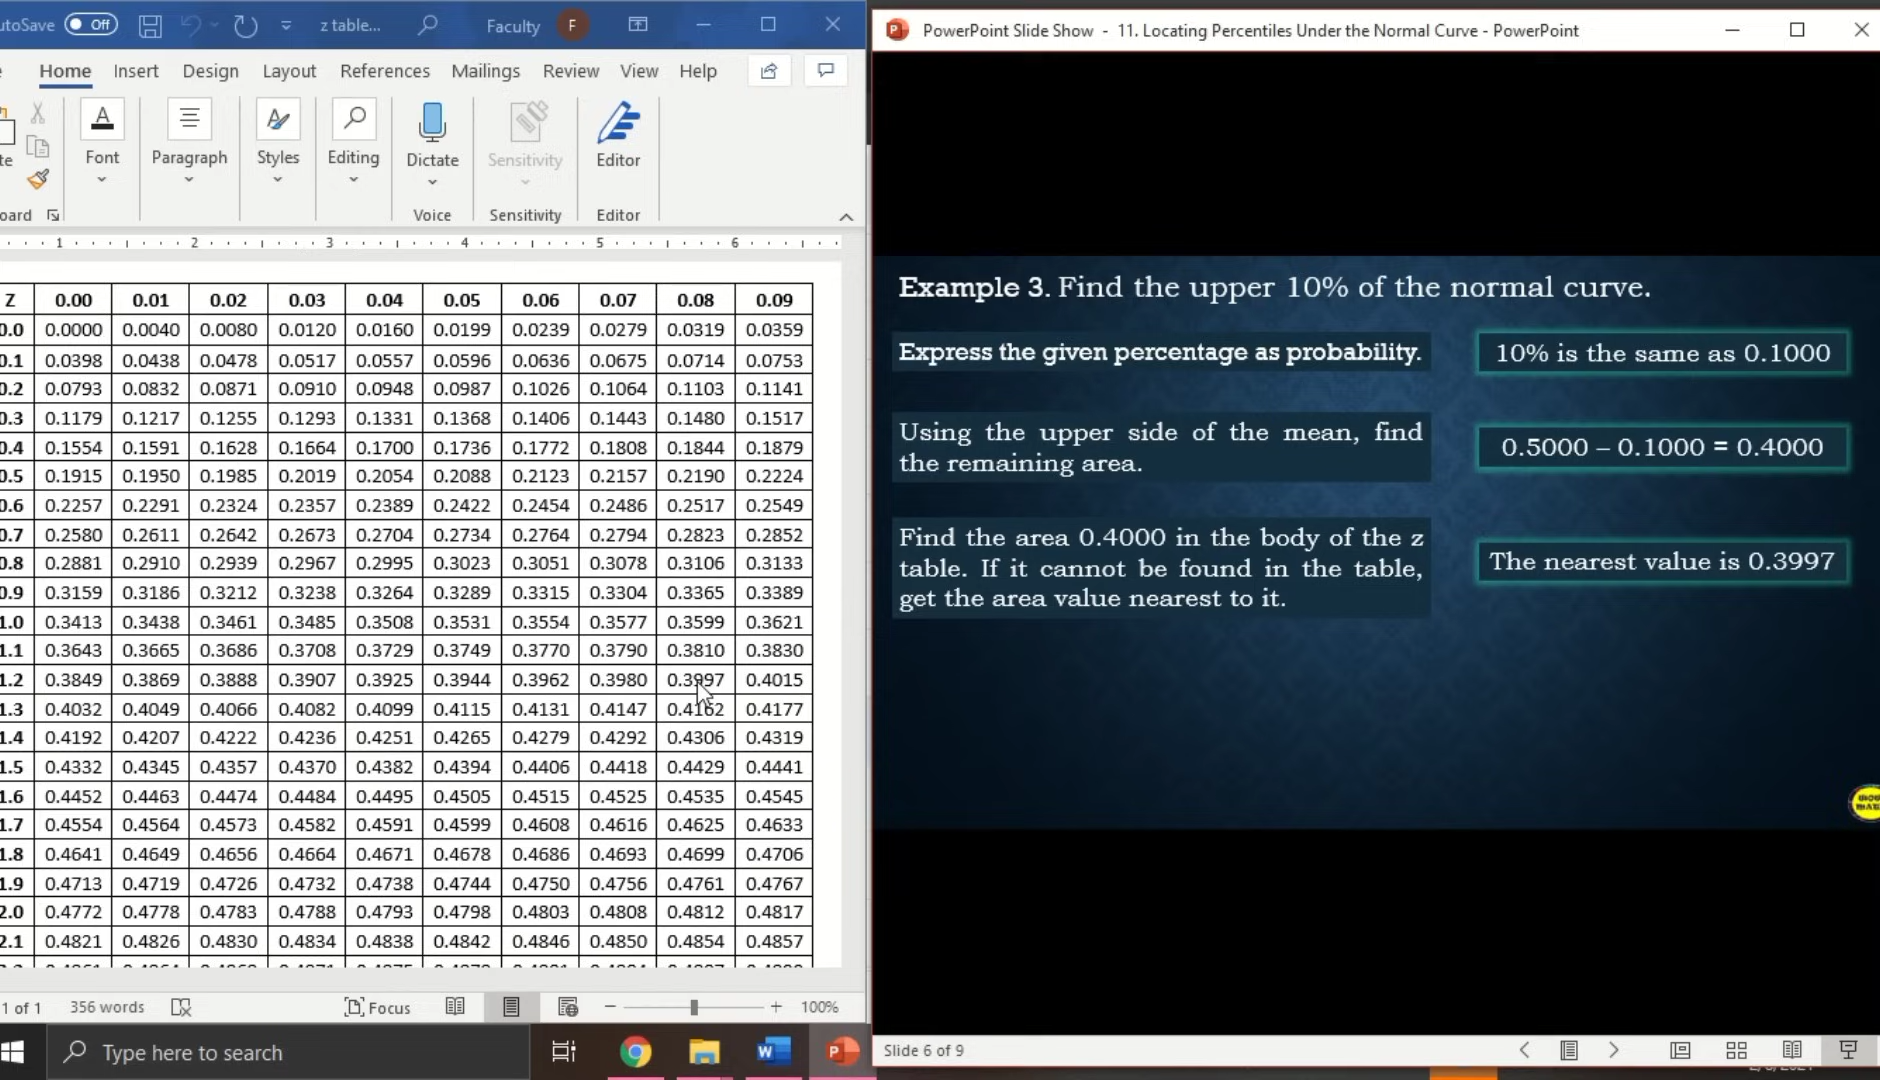 utoSave Off z table... Faculty F
Home Insert Design Layout References Mailings Review View Help
te Font Paragraph Styles Editing Dictate Sensitivity Editor
oard Voice Sensitivity Editor
1 2 3 4 5 6
Z 0.00 0.01 0.02 0.03 0.04 0.05 0.06 0.07 0.08 0.09
0.0 0.0000 0.0040 0.0080 0.0120 0.0160 0.0199 0.0239 0.0279 0.0319 0.0359
0.1 0.0398 0.0438 0.0478 0.0517 0.0557 0.0596 0.0636 0.0675 0.0714 0.0753
0.2 0.0793 0.0832 0.0871 0.0910 0.0948 0.0987 0.1026 0.1064 0.1103 0.1141
0.3 0.1179 0.1217 0.1255 0.1293 0.1331 0.1368 0.1406 0.1443 0.1480 0.1517
0.4 0.1554 0.1591 0.1628 0.1664 0.1700 0.1736 0.1772 0.1808 0.1844 0.1879
0.5 0.1915 0.1950 0.1985 0.2019 0.2054 0.2088 0.2123 0.2157 0.2190 0.2224
0.6 0.2257 0.2291 0.2324 0.2357 0.2389 0.2422 0.2454 0.2486 0.2517 0.2549
0.7 0.2580 0.2611 0.2642 0.2673 0.2704 0.2734 0.2764 0.2794 0.2823 0.2852
0.8 0.2881 0.2910 0.2939 0.2967 0.2995 0.3023 0.3051 0.3078 0.3106 0.3133
0.9 0.3159 0.3186 0.3212 0.3238 0.3264 0.3289 0.3315 0.3304 0.3365 0.3389
1.0 0.3413 0.3438 0.3461 0.3485 0.3508 0.3531 0.3554 0.3577 0.3599 0.3621
1.1 0.3643 0.3665 0.3686 0.3708 0.3729 0.3749 0.3770 0.3790 0.3810 0.3830
1.2 0.3849 0.3869 0.3888 0.3907 0.3925 0.3944 0.3962 0.3980 0.3997 0.4015
1.3 0.4032 0.4049 0.4066 0.4082 0.4099 0.4115 0.4131 0.4147 0.4162 0.4177
1.4 0.4192 0.4207 0.4222 0.4236 0.4251 0.4265 0.4279 0.4292 0.4306 0.4319
1.5 0.4332 0.4345 0.4357 0.4370 0.4382 0.4394 0.4406 0.4418 0.4429 0.4441
1.6 0.4452 0.4463 0.4474 0.4484 0.4495 0.4505 0.4515 0.4525 0.4535 0.4545
1.7 0.4554 0.4564 0.4573 0.4582 0.4591 0.4599 0.4608 0.4616 0.4625 0.4633
1.8 0.4641 0.4649 0.4656 0.4664 0.4671 0.4678 0.4686 0.4693 0.4699 0.4706
1.9 0.4713 0.4719 0.4726 0.4732 0.4738 0.4744 0.4750 0.4756 0.4761 0.4767
2.0 0.4772 0.4778 0.4783 0.4788 0.4793 0.4798 0.4803 0.4808 0.4812 0.4817
2.1 0.4821 0.4826 0.4830 0.4834 0.4838 0.4842 0.4846 0.4850 0.4854 0.4857
1 of 1 356 words Focus 100%
Type here to search
PowerPoint Slide Show - 11. Locating Percentiles Under the Normal Curve - PowerPoint
Example 3. Find the upper 10% of the normal curve.
Express the given percentage as probability.
10% is the same as 0.1000
Using the upper side of the mean, find
the remaining area.
0.5000 – 0.1000 = 0.4000
Find the area 0.4000 in the body of the z
table. If it cannot be found in the table,
get the area value nearest to it.
The nearest value is 0.3997
Slide 6 of 9